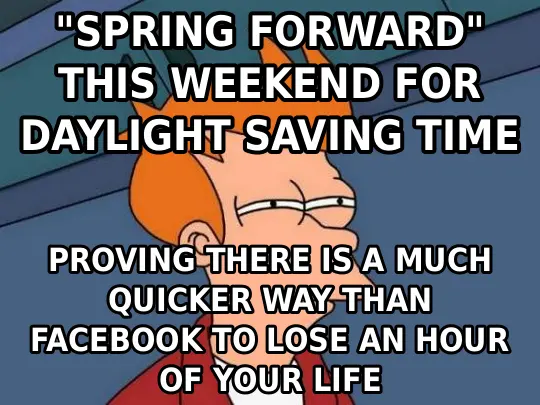 "SPRING FORWARD"
THIS WEEKEND FOR
DAYLIGHT SAVING TIME
PROVING THERE IS A MUCH
QUICKER WAY THAN
FACEBOOK TO LOSE AN HOUR
OF YOUR LIFE